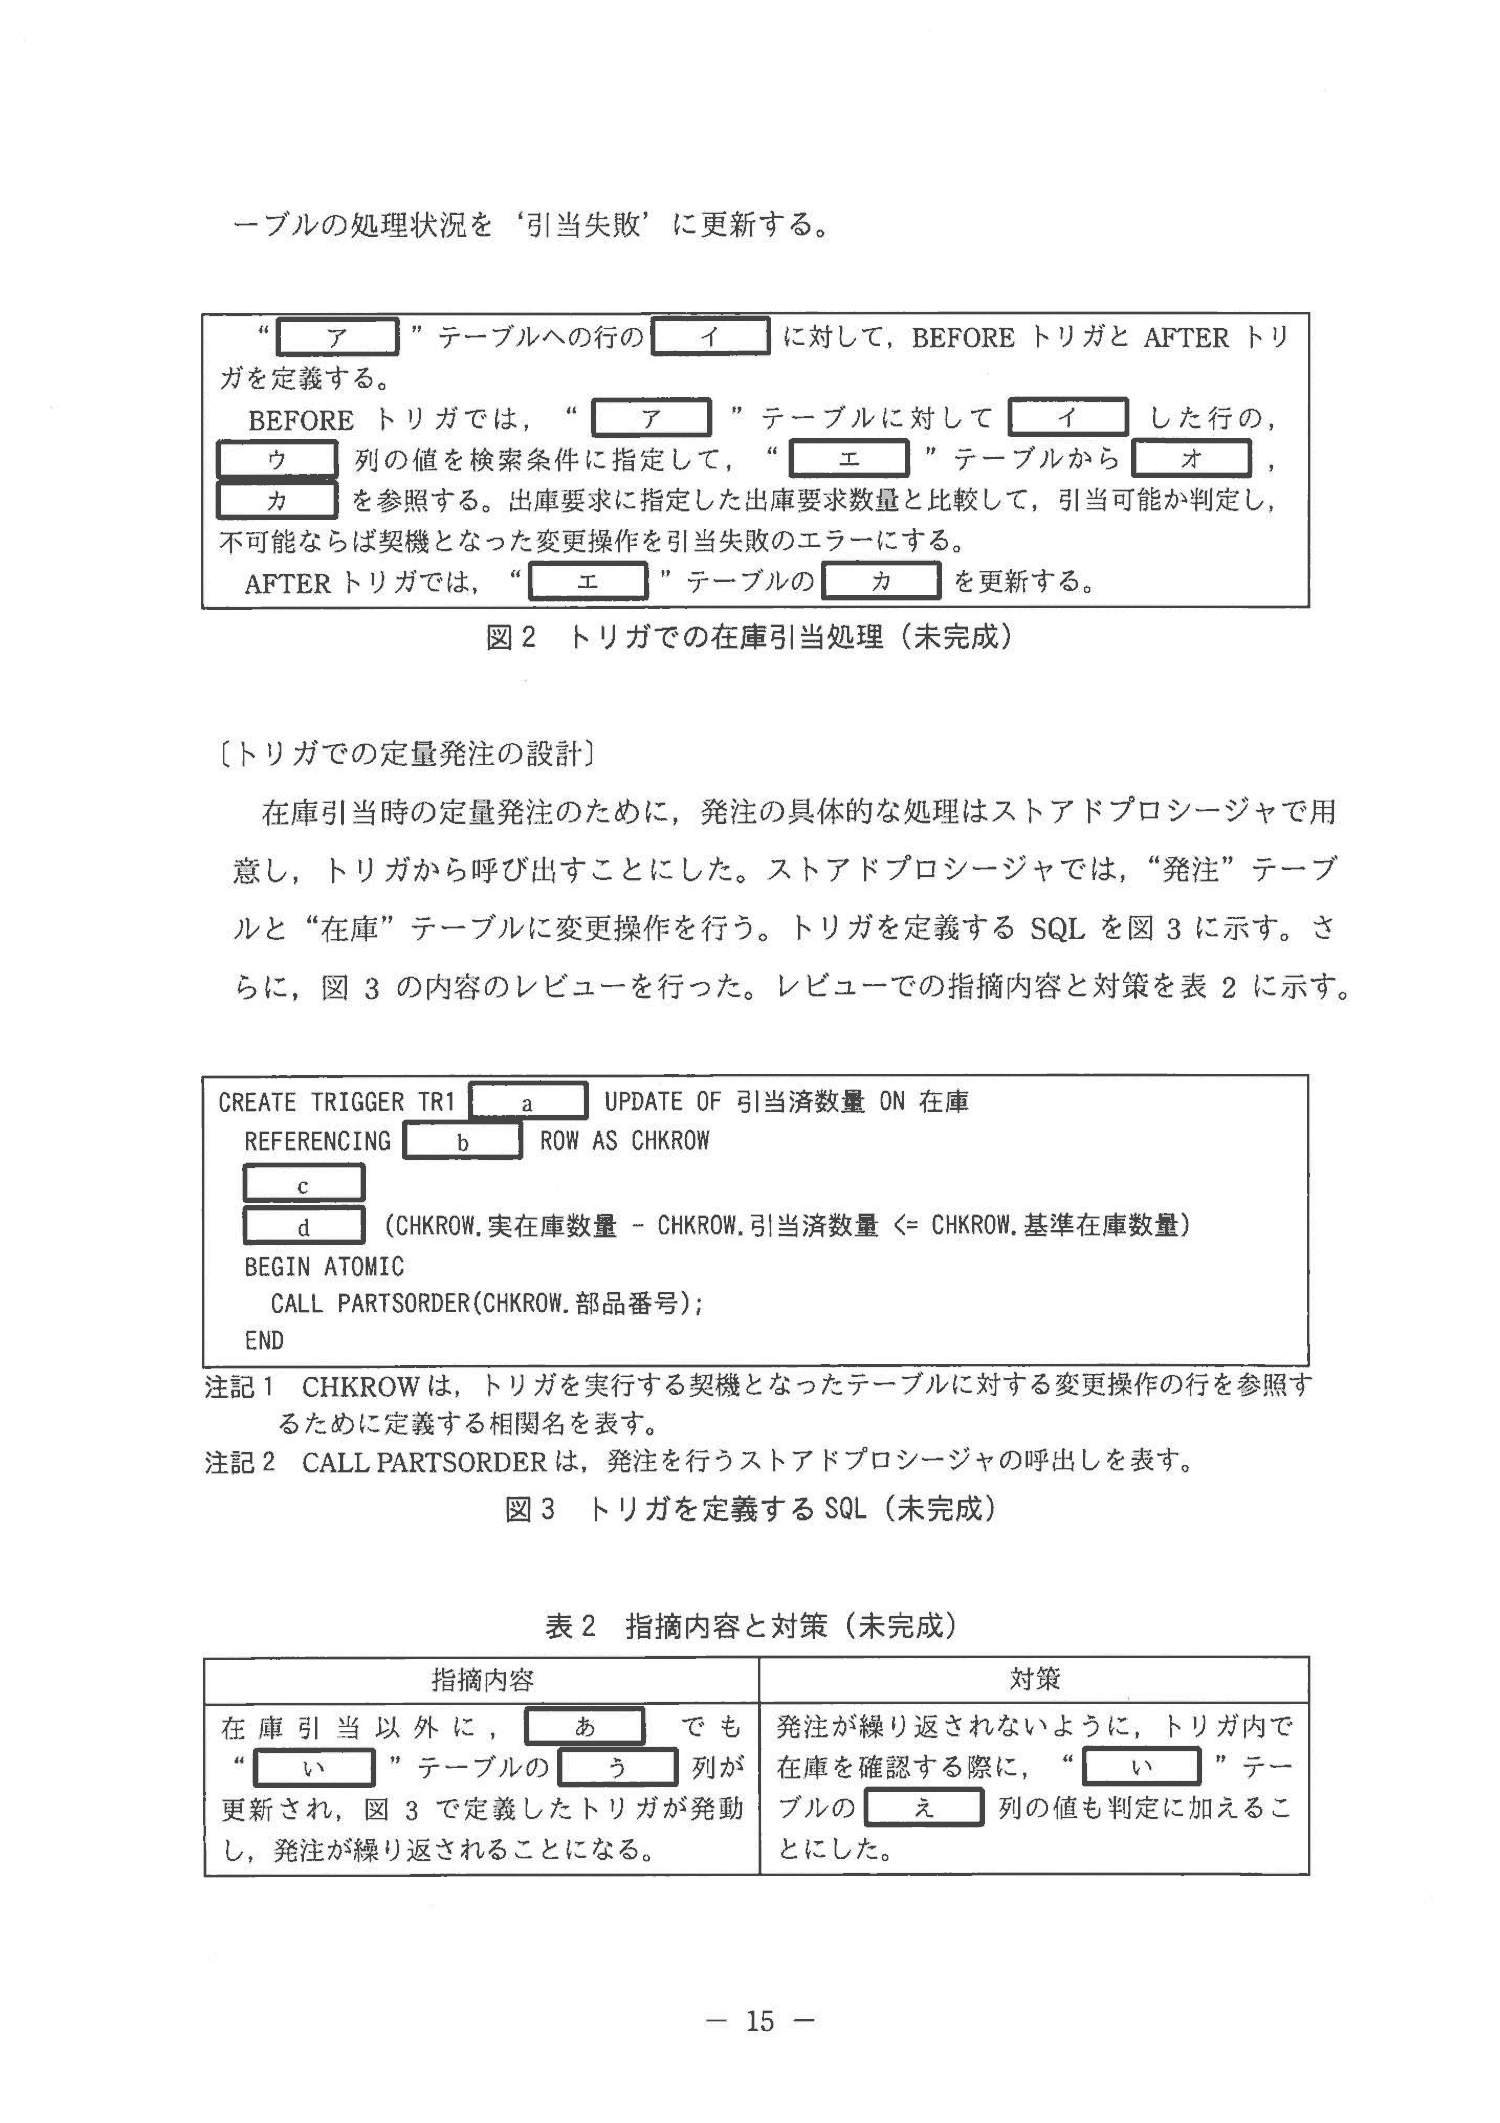 ーブルの処理状況を‘引当失敗’に更新する。
“ ア ”テーブルへの行の イ に対して，BEFORE トリガと AFTER トリ
ガを定義する。
BEFORE トリガでは，“ ア ”テーブルに対して イ した行の，
ウ 列の値を検索条件に指定して，“ エ ”テーブルから オ ，
カ を参照する。出庫要求に指定した出庫要求数量と比較して，引当可能か判定し，
不可能ならば契機となった変更操作を引当失敗のエラーにする。
AFTER トリガでは，“ エ ”テーブルの カ を更新する。
図2　トリガでの在庫引当処理（未完成）
〔トリガでの定量発注の設計〕
在庫引当時の定量発注のために，発注の具体的な処理はストアドプロシージャで用
意し，トリガから呼び出すことにした。ストアドプロシージャでは，“発注”テーブ
ルと“在庫”テーブルに変更操作を行う。トリガを定義する SQL を図 3 に示す。さ
らに，図 3 の内容のレビューを行った。レビューでの指摘内容と対策を表 2 に示す。
CREATE TRIGGER TR1 a UPDATE OF 引当済数量 ON 在庫
REFERENCING b ROW AS CHKROW
c
d (CHKROW.実在庫数量 - CHKROW.引当済数量 <= CHKROW.基準在庫数量)
BEGIN ATOMIC
CALL PARTSORDER(CHKROW.部品番号);
END
注記1　CHKROW は，トリガを実行する契機となったテーブルに対する変更操作の行を参照す
るために定義する相関名を表す。
注記2　CALL PARTSORDER は，発注を行うストアドプロシージャの呼出しを表す。
図3　トリガを定義する SQL（未完成）
表2　指摘内容と対策（未完成）
指摘内容　対策
在庫引当以外に， あ でも
“ い ”テーブルの う 列が
更新され，図 3 で定義したトリガが発動
し，発注が繰り返されることになる。
発注が繰り返されないように，トリガ内で
在庫を確認する際に，“ い ”テー
ブルの え 列の値も判定に加えるこ
とにした。
－ 15 －